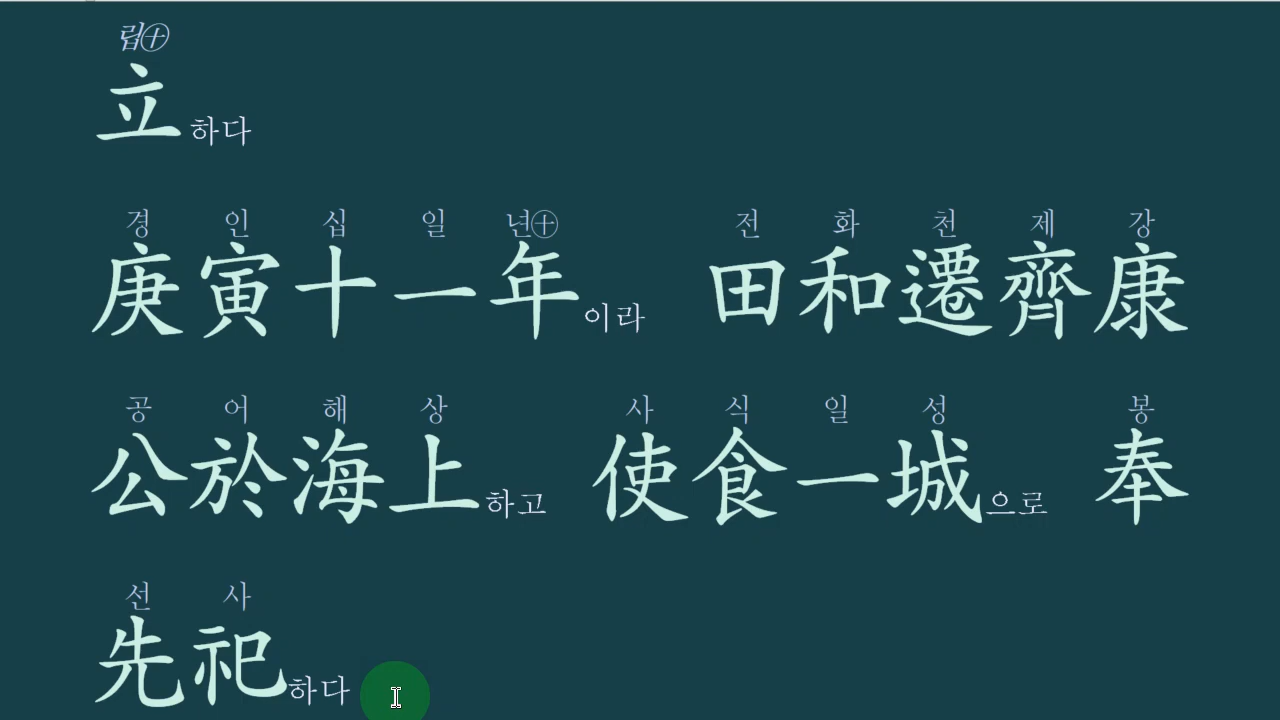 립㊉
立하다
경 인 십 일 년㊉ 전 화 천 제 강
庚寅十一年이라 田和遷齊康
공 어 해 상 사 식 일 성 봉
公於海上하고 使食一城으로 奉
선 사
先祀하다